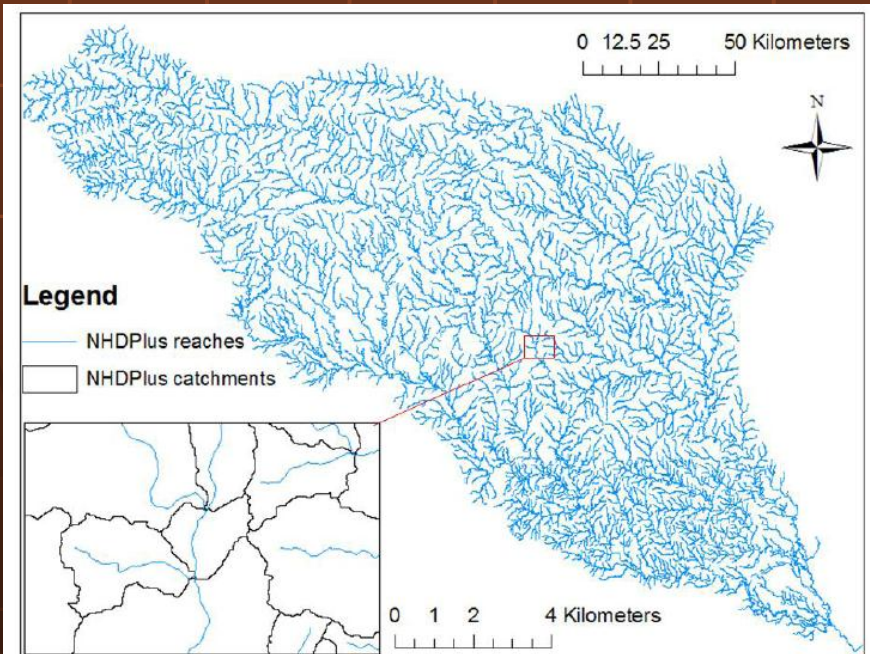 0 12.5 25 50 Kilometers
N
Legend
NHDPlus reaches
NHDPlus catchments
0 1 2 4 Kilometers